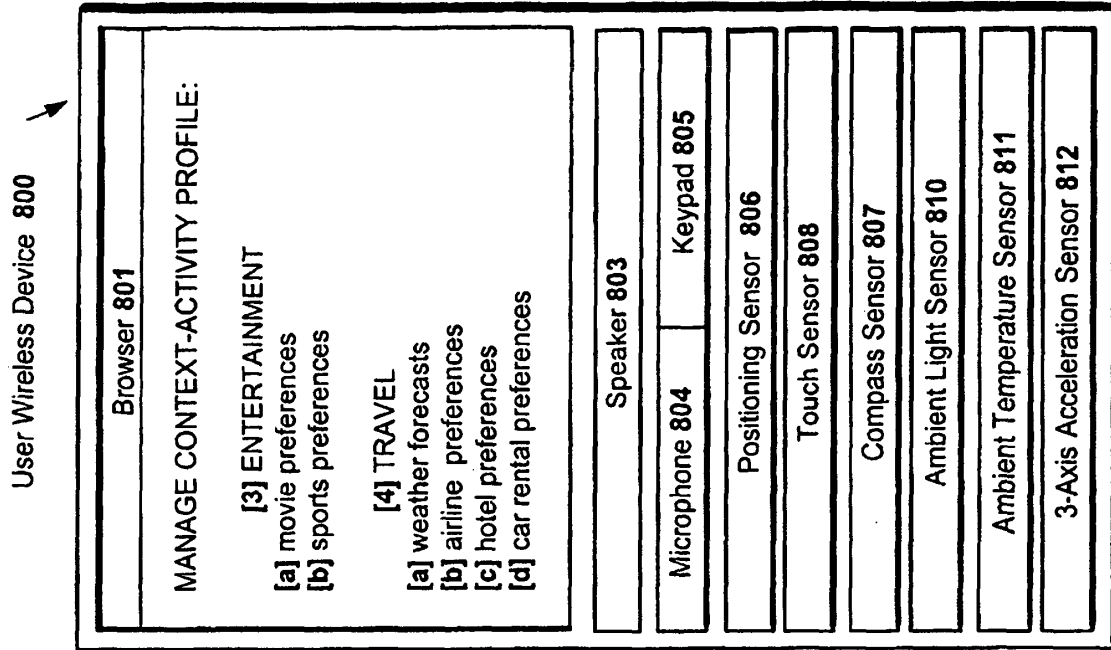 User Wireless Device 800
Browser 801
MANAGE CONTEXT-ACTIVITY PROFILE:
[3] ENTERTAINMENT
[a] movie preferences
[b] sports preferences
[4] TRAVEL
[a] weather forecasts
[b] airline preferences
[c] hotel preferences
[d] car rental preferences
Speaker 803
Microphone 804 Keypad 805
Positioning Sensor 806
Touch Sensor 808
Compass Sensor 807
Ambient Light Sensor 810
Ambient Temperature Sensor 811
3-Axis Acceleration Sensor 812